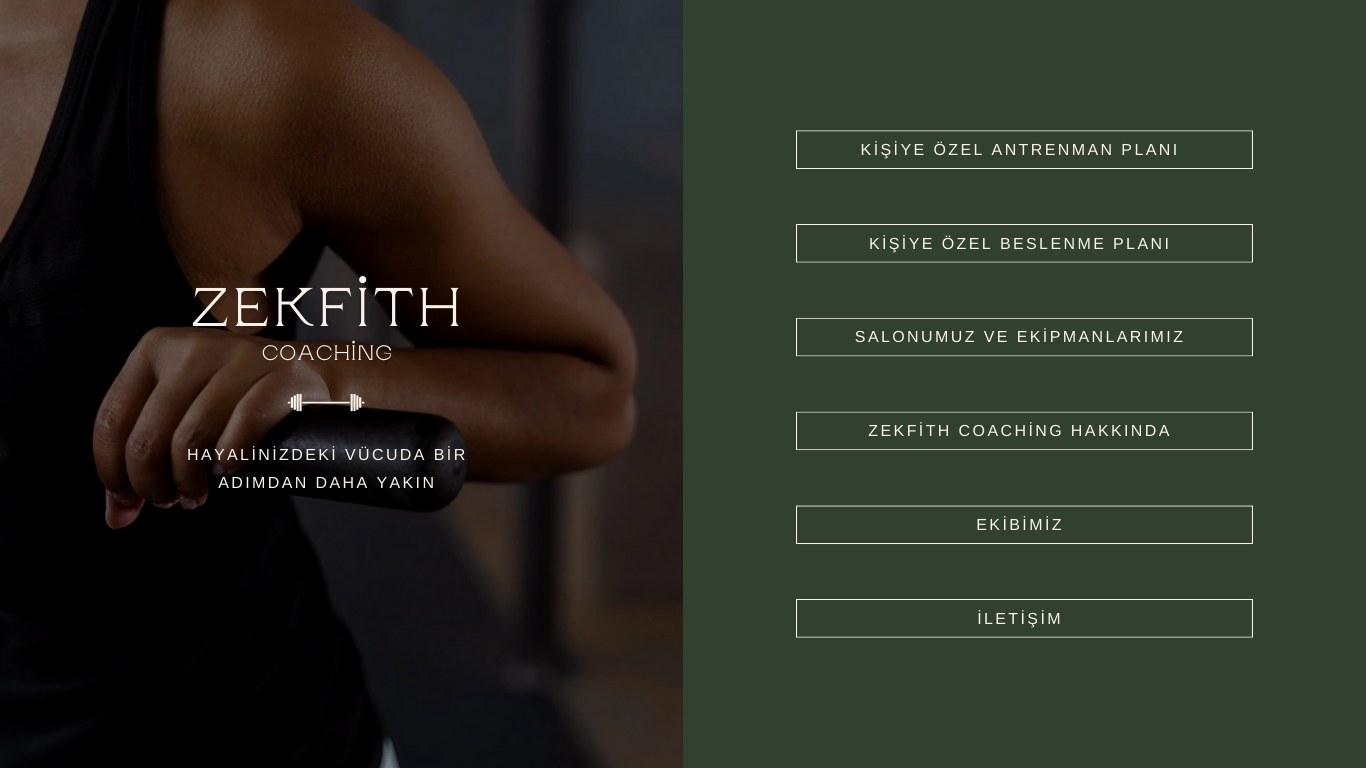 ZEKFİTH
COACHİNG
HAYALİNİZDEKİ VÜCUDA BİR
ADIMDAN DAHA YAKIN
KİŞİYE ÖZEL ANTRENMAN PLANI
KİŞİYE ÖZEL BESLENME PLANI
SALONUMUZ VE EKİPMANLARIMIZ
ZEKFİTH COACHİNG HAKKINDA
EKİBİMİZ
İLETİŞİM